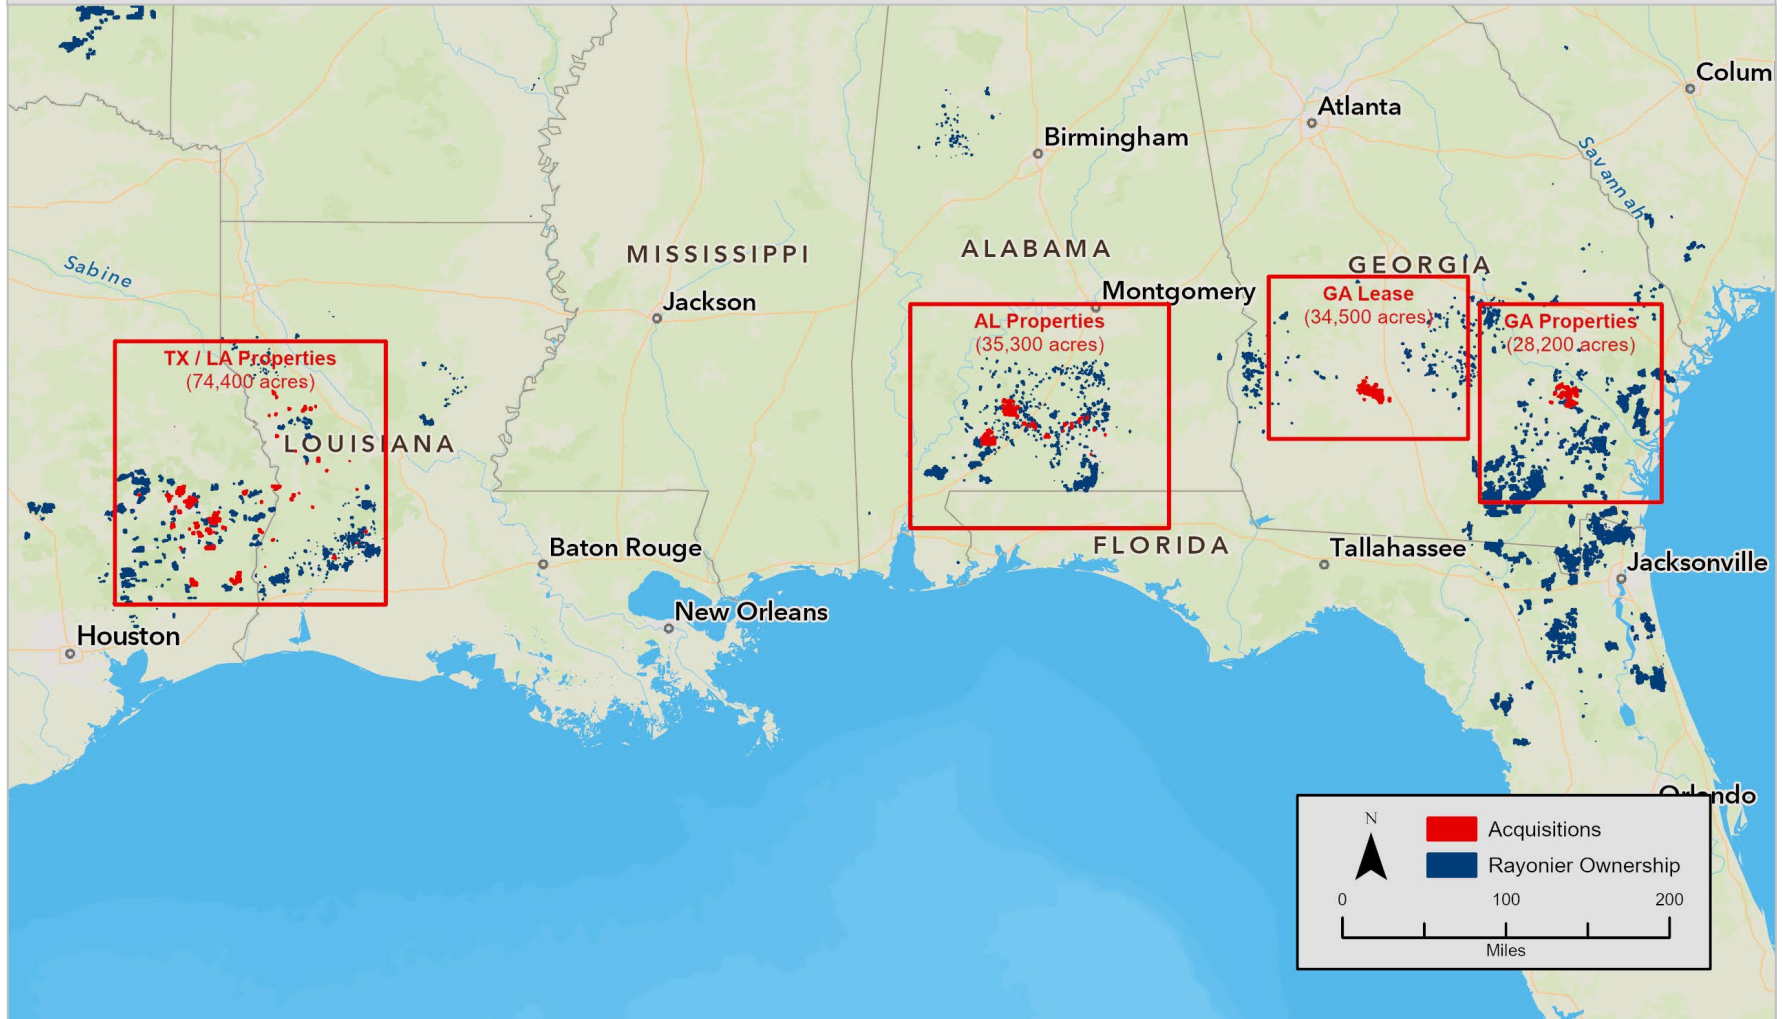 Colum
Atlanta
Birmingham
Savannah
MISSISSIPPI
ALABAMA
GEORGIA
Sabine
Jackson
Montgomery
GA Lease
(34,500 acres)
AL Properties
(35,300 acres)
GA Properties
(28,200 acres)
TX / LA Properties
(74,400 acres)
LOUISIANA
Baton Rouge
FLORIDA
Tallahassee
Jacksonville
New Orleans
Houston
Orlando
N
Acquisitions
Rayonier Ownership
0 100 200
Miles